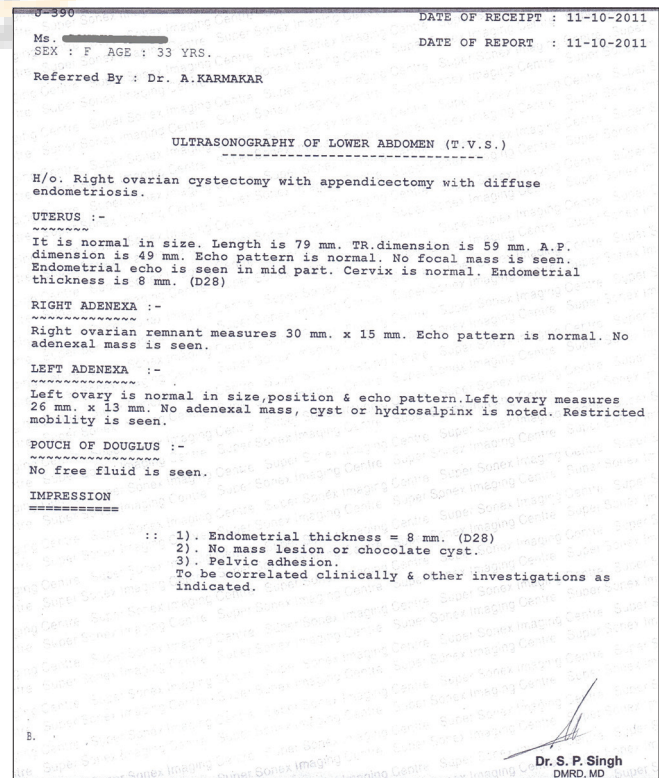 J-390
DATE OF RECEIPT : 11-10-2011
Ms.
DATE OF REPORT : 11-10-2011
SEX : F AGE : 33 YRS.
Referred By : Dr. A.KARMAKAR
ULTRASONOGRAPHY OF LOWER ABDOMEN (T.V.S.)
H/o. Right ovarian cystectomy with appendicectomy with diffuse
endometriosis.
UTERUS :-
~~~~~~~
It is normal in size. Length is 79 mm. TR.dimension is 59 mm. A.P.
dimension is 49 mm. Echo pattern is normal. No focal mass is seen.
Endometrial echo is seen in mid part. Cervix is normal. Endometrial
thickness is 8 mm. (D28)
RIGHT ADENEXA :-
~~~~~~~~~~~~~
Right ovarian remnant measures 30 mm. x 15 mm. Echo pattern is normal. No
adenexal mass is seen.
LEFT ADENEXA :-
~~~~~~~~~~~~~
Left ovary is normal in size,position & echo pattern.Left ovary measures
26 mm. x 13 mm. No adenexal mass, cyst or hydrosalpinx is noted. Restricted
mobility is seen.
POUCH OF DOUGLUS :-
~~~~~~~~~~~~~~~~
No free fluid is seen.
IMPRESSION
===========
:: 1). Endometrial thickness = 8 mm. (D28)
2). No mass lesion or chocolate cyst.
3). Pelvic adhesion.
To be correlated clinically & other investigations as
indicated.
B.
Dr. S. P. Singh
DMRD, MD
Super Sonex Imaging Centre